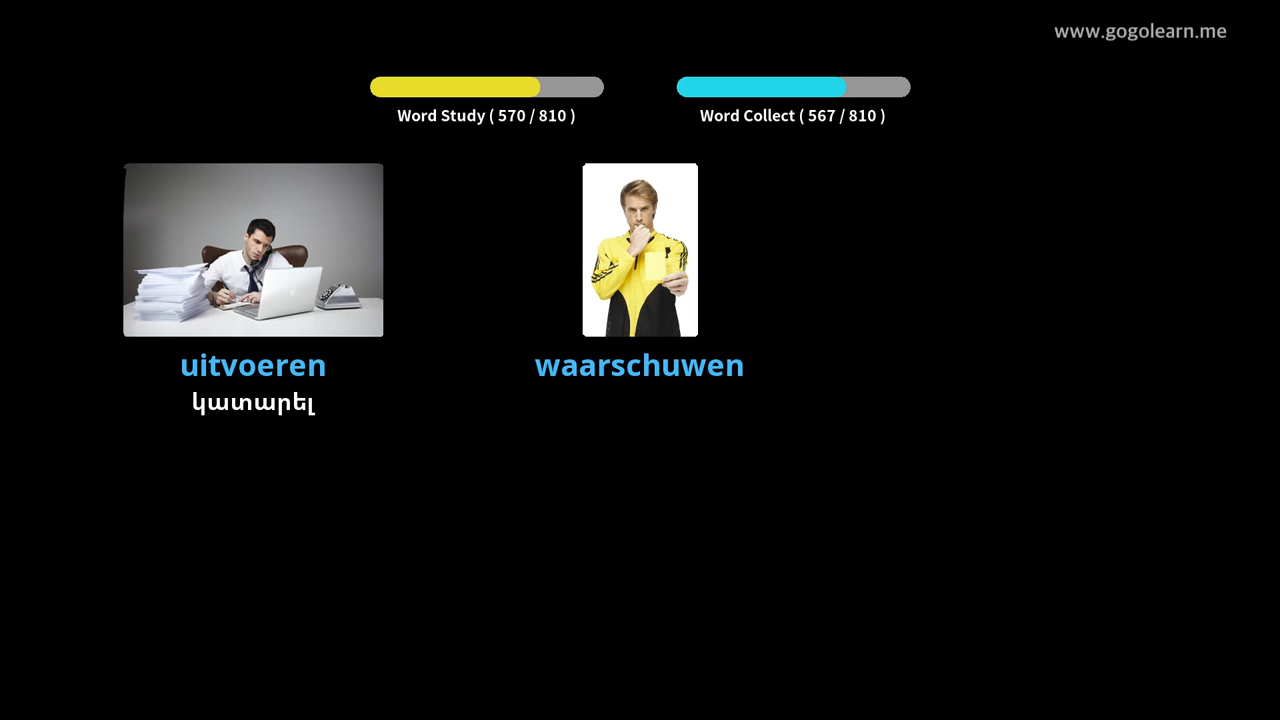 www.gogolearn.me
Word Study ( 570 / 810 )
Word Collect ( 567 / 810 )
uitvoeren
waarschuwen
կատարել